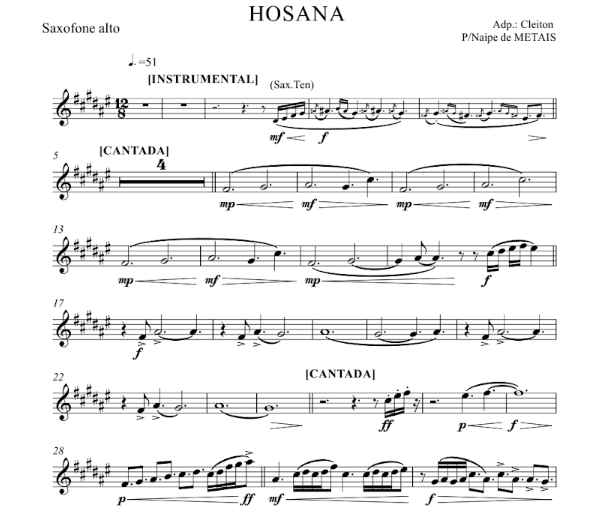 HOSANA
Saxofone alto
Adp.: Cleiton
P/Naipe de METAIS
=51
[INSTRUMENTAL]
(Sax.Ten)
12
8
mf f
5 [CANTADA]
4
mp mf mp mf
13
mp mf mp f
17
f
22 [CANTADA]
ff p f
28
p ff mf f